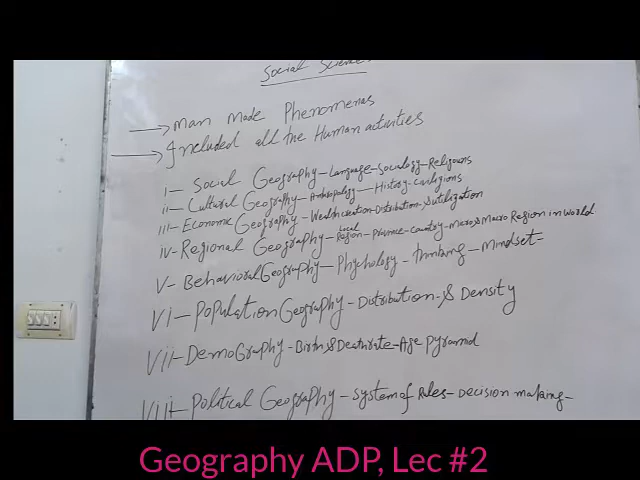 Social Science
→ Man Made Phenomenas
→ Included all the Human activities
i- Social Geography - Language - Sociology - Religions
ii- Cultural Geography - Anthropology - History - Civiligions
iii- Economic Geography - Wealth creation - Distribution & utilization
iv- Regional Geography - Local Region - Province - Country - Micro & Macro Region in world
V- Behavioral Geography - Phychology - thinking - Mindset-
VI- Population Geography - Distribution & Density
Vii- DemoGraphy - Birth & Death rate - Age pyramid
Viii- Political Geography - System of Rules - Decision making -
Geography ADP, Lec #2